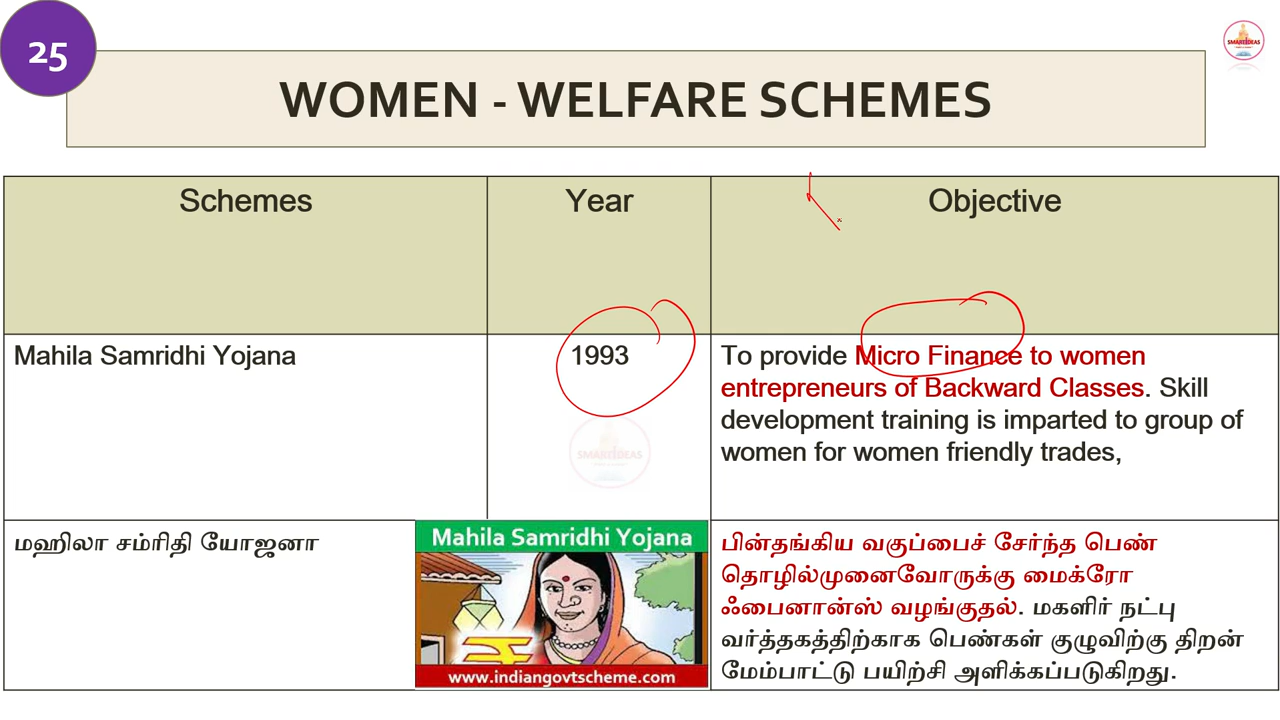 25
SMARTIDEAS
WOMEN - WELFARE SCHEMES
Schemes
Year
Objective
Mahila Samridhi Yojana
1993
To provide Micro Finance to women
entrepreneurs of Backward Classes. Skill
development training is imparted to group of
women for women friendly trades,
SMARTIDEAS
மஹிலா சம்ரிதி யோஜனா
Mahila Samridhi Yojana
www.indiangovtscheme.com
பின்தங்கிய வகுப்பைச் சேர்ந்த பெண்
தொழில்முனைவோருக்கு மைக்ரோ
ஃபைனான்ஸ் வழங்குதல். மகளிர் நட்பு
வர்த்தகத்திற்காக பெண்கள் குழுவிற்கு திறன்
மேம்பாட்டு பயிற்சி அளிக்கப்படுகிறது.